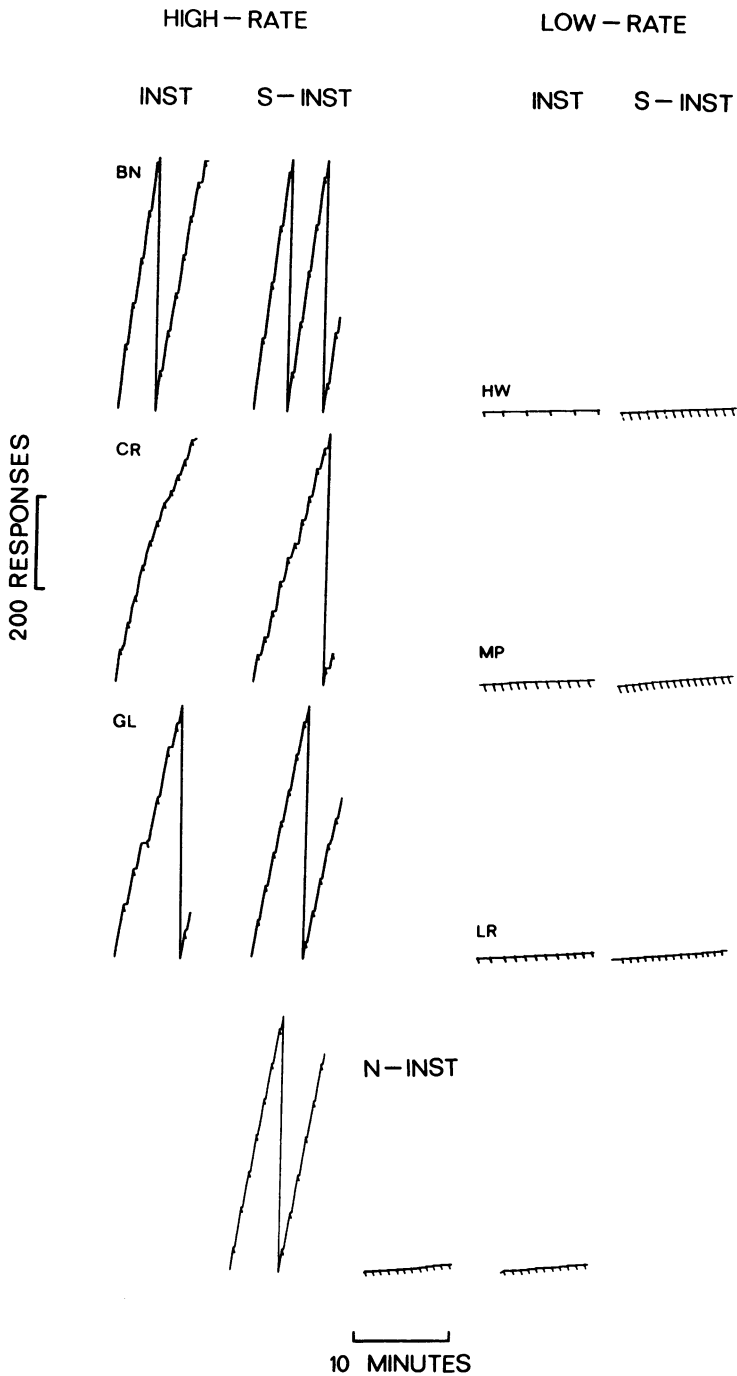 HIGH – RATE
LOW – RATE
INST
S – INST
INST
S – INST
BN
HW
CR
200 RESPONSES
MP
GL
LR
N – INST
10 MINUTES